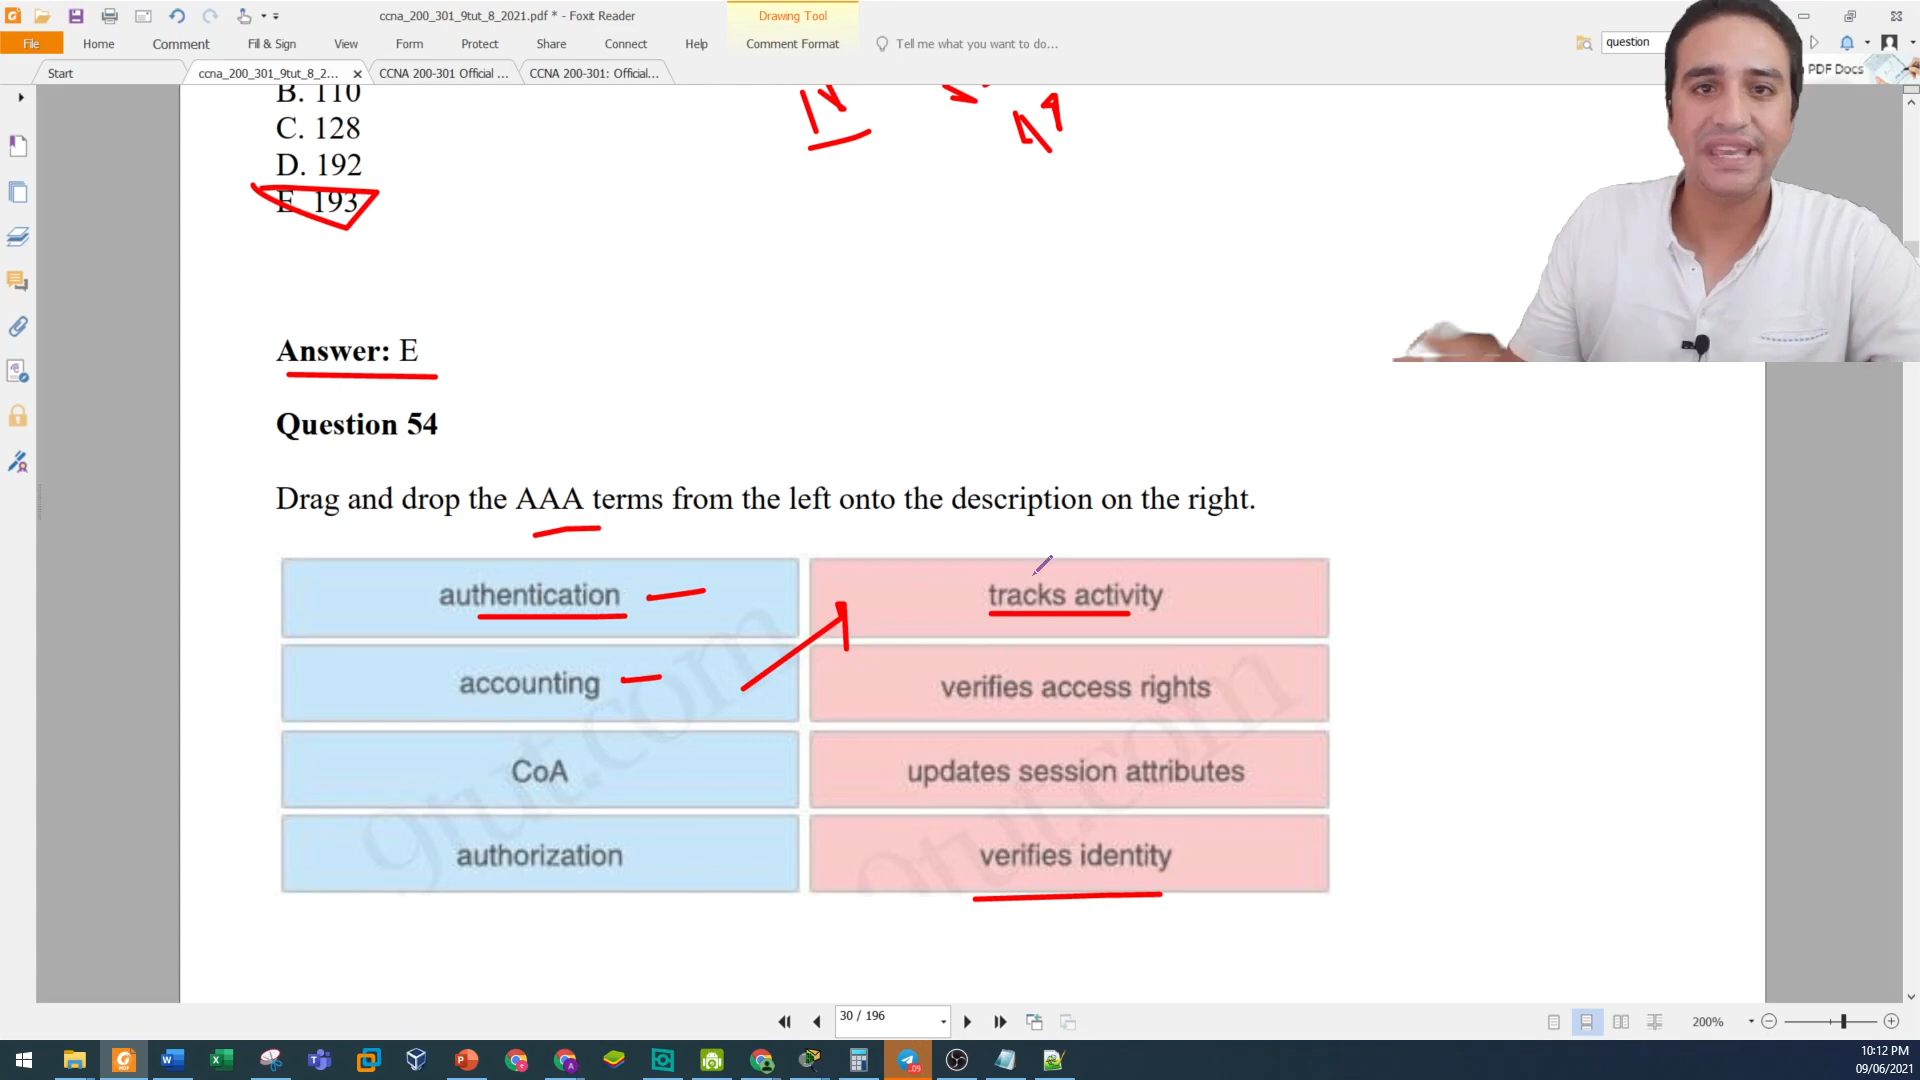 ccna_200_301_9tut_8_2021.pdf * - Foxit Reader
Drawing Tool
File
Home
Comment
Fill & Sign
View
Form
Protect
Share
Connect
Help
Comment Format
Tell me what you want to do...
question
Start
ccna_200_301_9tut_8_2...
CCNA 200-301 Official ...
CCNA 200-301: Official...
PDF Docs
B. 110
C. 128
D. 192
E. 193
Answer: E
Question 54
Drag and drop the AAA terms from the left onto the description on the right.
authentication
tracks activity
accounting
verifies access rights
CoA
updates session attributes
authorization
verifies identity
9tut.com
9tut.com
30 / 196
200%
10:12 PM
09/06/2021